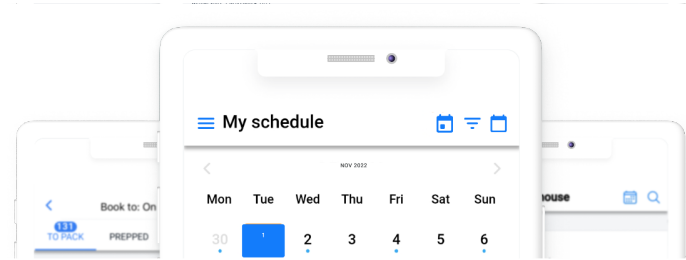 My schedule
NOV 2022
Mon Tue Wed Thu Fri Sat Sun
30 1 2 3 4 5 6
Book to: On
131
TO PACK PREPPED
house